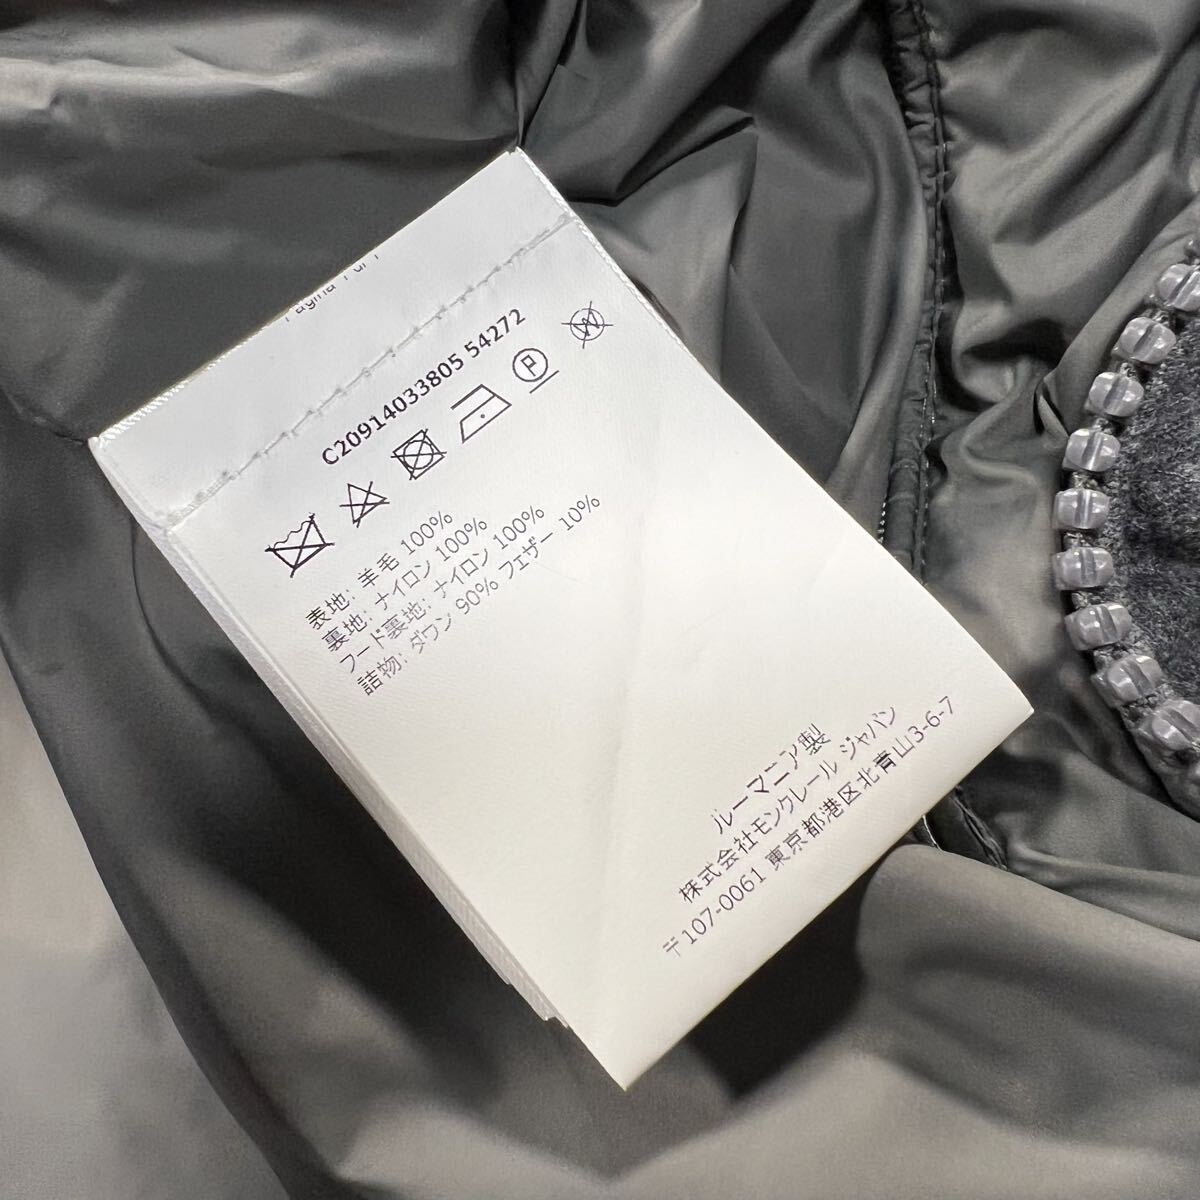 C20914033805 54272
P
W
表地: 羊毛 100%
裏地: ナイロン 100%
フード裏地: ナイロン 100%
詰物: ダウン 90% フェザー 10%
ルーマニア製
株式会社モンクレール ジャパン
〒107-0061 東京都港区北青山3-6-7